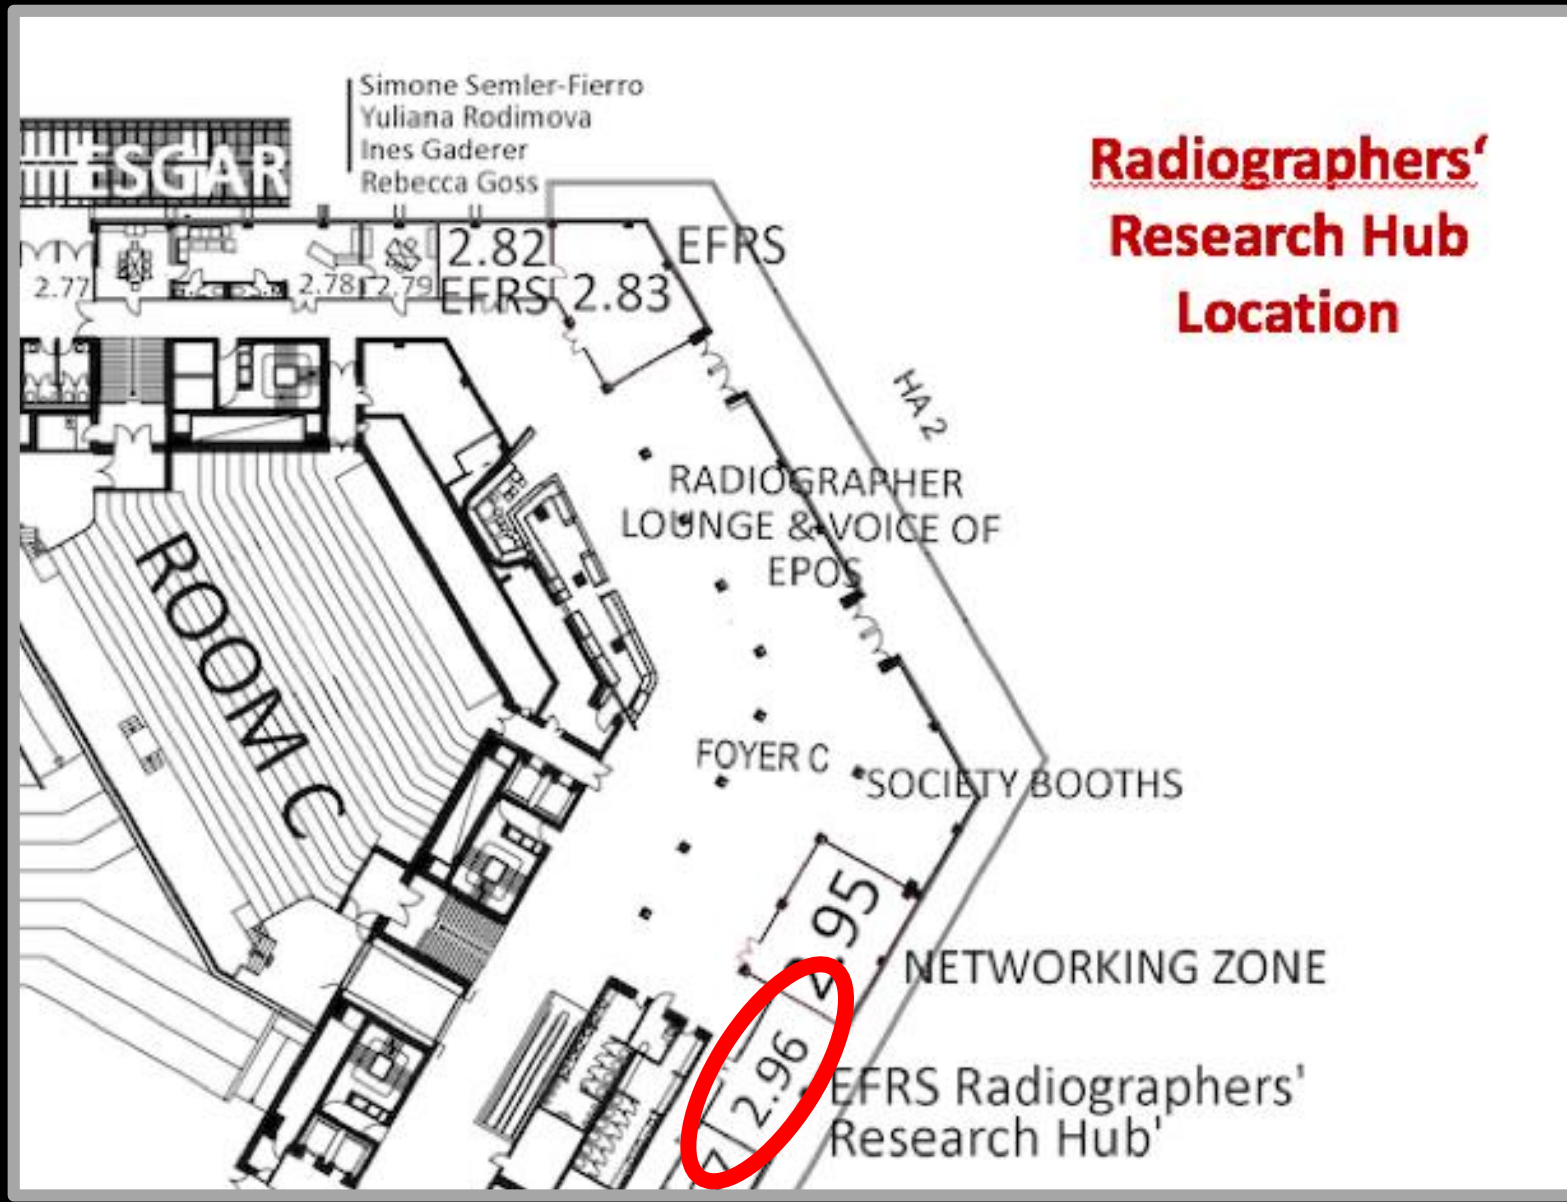 Simone Semler-Fierro
Yuliana Rodimova
Ines Gaderer
Rebecca Goss
ESGAR
Radiographers‘
Research Hub
Location
2.77
2.78
2.79
2.82
EFRS
2.83
EFRS
HA 2
RADIOGRAPHER
LOUNGE & VOICE OF
EPOS
ROOM C
FOYER C
SOCIETY BOOTHS
2.95
NETWORKING ZONE
2.96
EFRS Radiographers'
Research Hub'
7